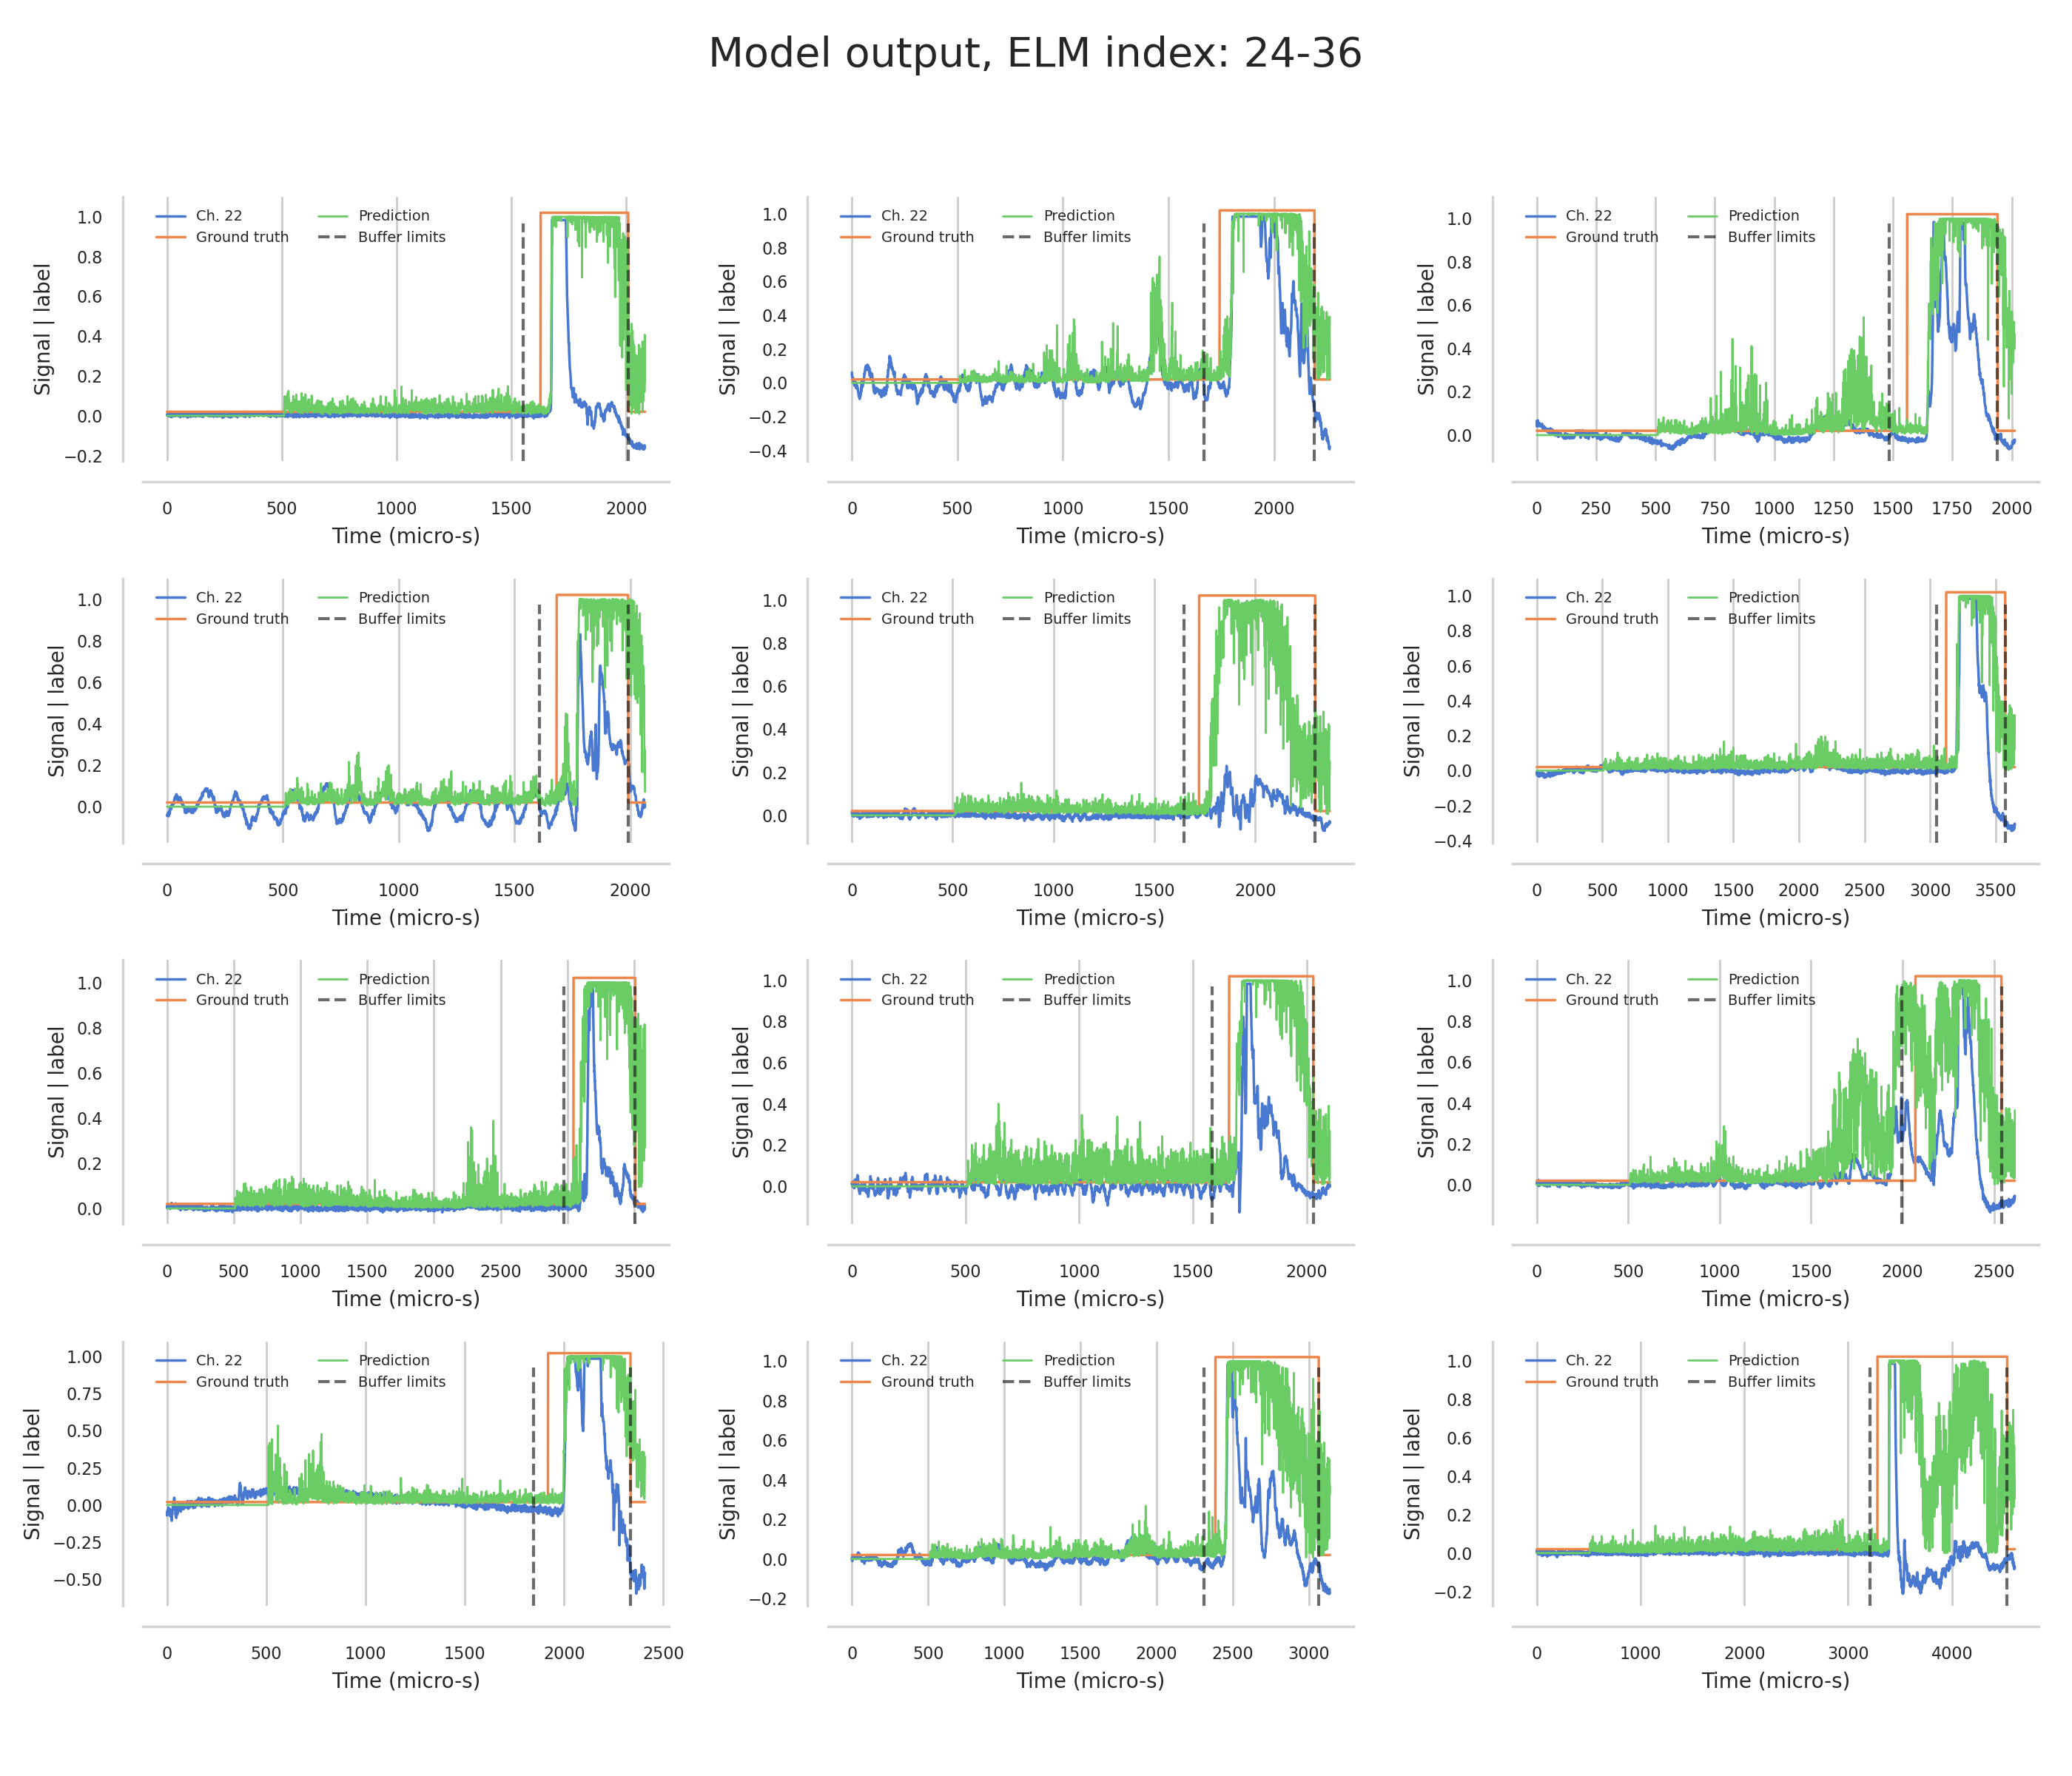 Model output, ELM index: 24-36
Ch. 22 Prediction
Ground truth Buffer limits
1.0
0.8
0.6
0.4
0.2
0.0
−0.2
Signal | label
0 500 1000 1500 2000
Time (micro-s)
Ch. 22 Prediction
Ground truth Buffer limits
1.0
0.8
0.6
0.4
0.2
0.0
−0.2
−0.4
Signal | label
0 500 1000 1500 2000
Time (micro-s)
Ch. 22 Prediction
Ground truth Buffer limits
1.0
0.8
0.6
0.4
0.2
0.0
Signal | label
0 250 500 750 1000 1250 1500 1750 2000
Time (micro-s)
Ch. 22 Prediction
Ground truth Buffer limits
1.0
0.8
0.6
0.4
0.2
0.0
Signal | label
0 500 1000 1500 2000
Time (micro-s)
Ch. 22 Prediction
Ground truth Buffer limits
1.0
0.8
0.6
0.4
0.2
0.0
Signal | label
0 500 1000 1500 2000
Time (micro-s)
Ch. 22 Prediction
Ground truth Buffer limits
1.0
0.8
0.6
0.4
0.2
0.0
−0.2
−0.4
Signal | label
0 500 1000 1500 2000 2500 3000 3500
Time (micro-s)
Ch. 22 Prediction
Ground truth Buffer limits
1.0
0.8
0.6
0.4
0.2
0.0
Signal | label
0 500 1000 1500 2000 2500 3000 3500
Time (micro-s)
Ch. 22 Prediction
Ground truth Buffer limits
1.0
0.8
0.6
0.4
0.2
0.0
Signal | label
0 500 1000 1500 2000
Time (micro-s)
Ch. 22 Prediction
Ground truth Buffer limits
1.0
0.8
0.6
0.4
0.2
0.0
Signal | label
0 500 1000 1500 2000 2500
Time (micro-s)
Ch. 22 Prediction
Ground truth Buffer limits
1.00
0.75
0.50
0.25
0.00
−0.25
−0.50
Signal | label
0 500 1000 1500 2000 2500
Time (micro-s)
Ch. 22 Prediction
Ground truth Buffer limits
1.0
0.8
0.6
0.4
0.2
0.0
−0.2
Signal | label
0 500 1000 1500 2000 2500 3000
Time (micro-s)
Ch. 22 Prediction
Ground truth Buffer limits
1.0
0.8
0.6
0.4
0.2
0.0
−0.2
Signal | label
0 1000 2000 3000 4000
Time (micro-s)